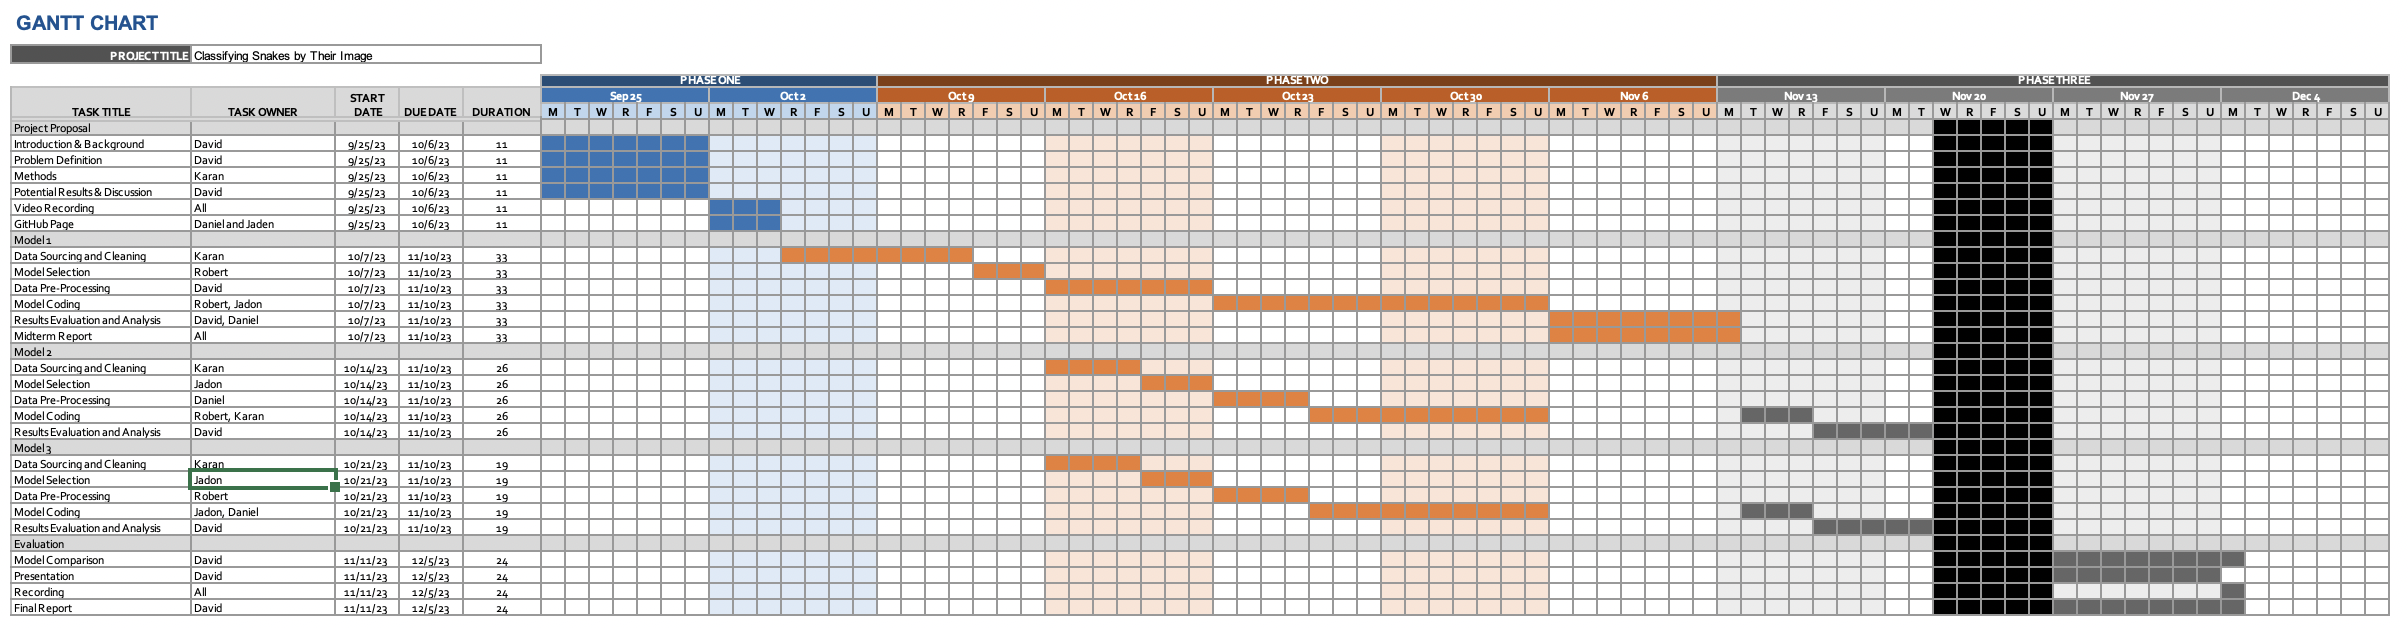 GANTT CHART
PROJECT TITLE Classifying Snakes by Their Image
PHASE ONE PHASE TWO PHASE THREE
Sep 25 Oct 2 Oct 9 Oct 16 Oct 23 Oct 30 Nov 6 Nov 13 Nov 20 Nov 27 Dec 4
TASK TITLE TASK OWNER START DATE DUE DATE DURATION M T W R F S U M T W R F S U M T W R F S U M T W R F S U M T W R F S U M T W R F S U M T W R F S U M T W R F S U M T W R F S U M T W R F S U M T W R F S U
Project Proposal
Introduction & Background David 9/25/23 10/6/23 11
Problem Definition David 9/25/23 10/6/23 11
Methods Karan 9/25/23 10/6/23 11
Potential Results & Discussion David 9/25/23 10/6/23 11
Video Recording All 9/25/23 10/6/23 11
GitHub Page Daniel and Jaden 9/25/23 10/6/23 11
Model 1
Data Sourcing and Cleaning Karan 10/7/23 11/10/23 33
Model Selection Robert 10/7/23 11/10/23 33
Data Pre-Processing David 10/7/23 11/10/23 33
Model Coding Robert, Jadon 10/7/23 11/10/23 33
Results Evaluation and Analysis David, Daniel 10/7/23 11/10/23 33
Midterm Report All 10/7/23 11/10/23 33
Model 2
Data Sourcing and Cleaning Karan 10/14/23 11/10/23 26
Model Selection Jadon 10/14/23 11/10/23 26
Data Pre-Processing Daniel 10/14/23 11/10/23 26
Model Coding Robert, Karan 10/14/23 11/10/23 26
Results Evaluation and Analysis David 10/14/23 11/10/23 26
Model 3
Data Sourcing and Cleaning Karan 10/21/23 11/10/23 19
Model Selection Jadon 10/21/23 11/10/23 19
Data Pre-Processing Robert 10/21/23 11/10/23 19
Model Coding Jadon, Daniel 10/21/23 11/10/23 19
Results Evaluation and Analysis David 10/21/23 11/10/23 19
Evaluation
Model Comparison David 11/11/23 12/5/23 24
Presentation David 11/11/23 12/5/23 24
Recording All 11/11/23 12/5/23 24
Final Report David 11/11/23 12/5/23 24